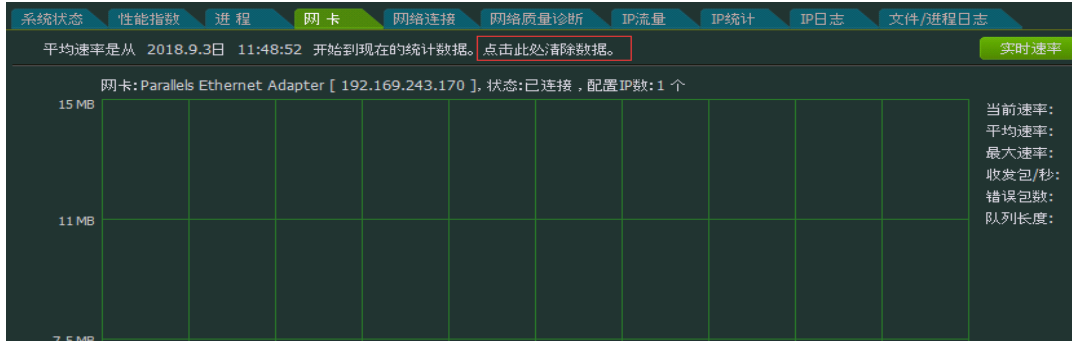 系统状态 性能指数 进 程 网 卡 网络连接 网络质量诊断 IP流量 IP统计 IP日志 文件/进程日志
平均速率是从 2018.9.3日 11:48:52 开始到现在的统计数据。点击此处清除数据。 实时速率
网卡:Parallels Ethernet Adapter [ 192.169.243.170 ], 状态:已连接 , 配置IP数:1 个
15 MB
当前速率:
平均速率:
最大速率:
收发包/秒:
错误包数:
队列长度:
11 MB
7.5 MB